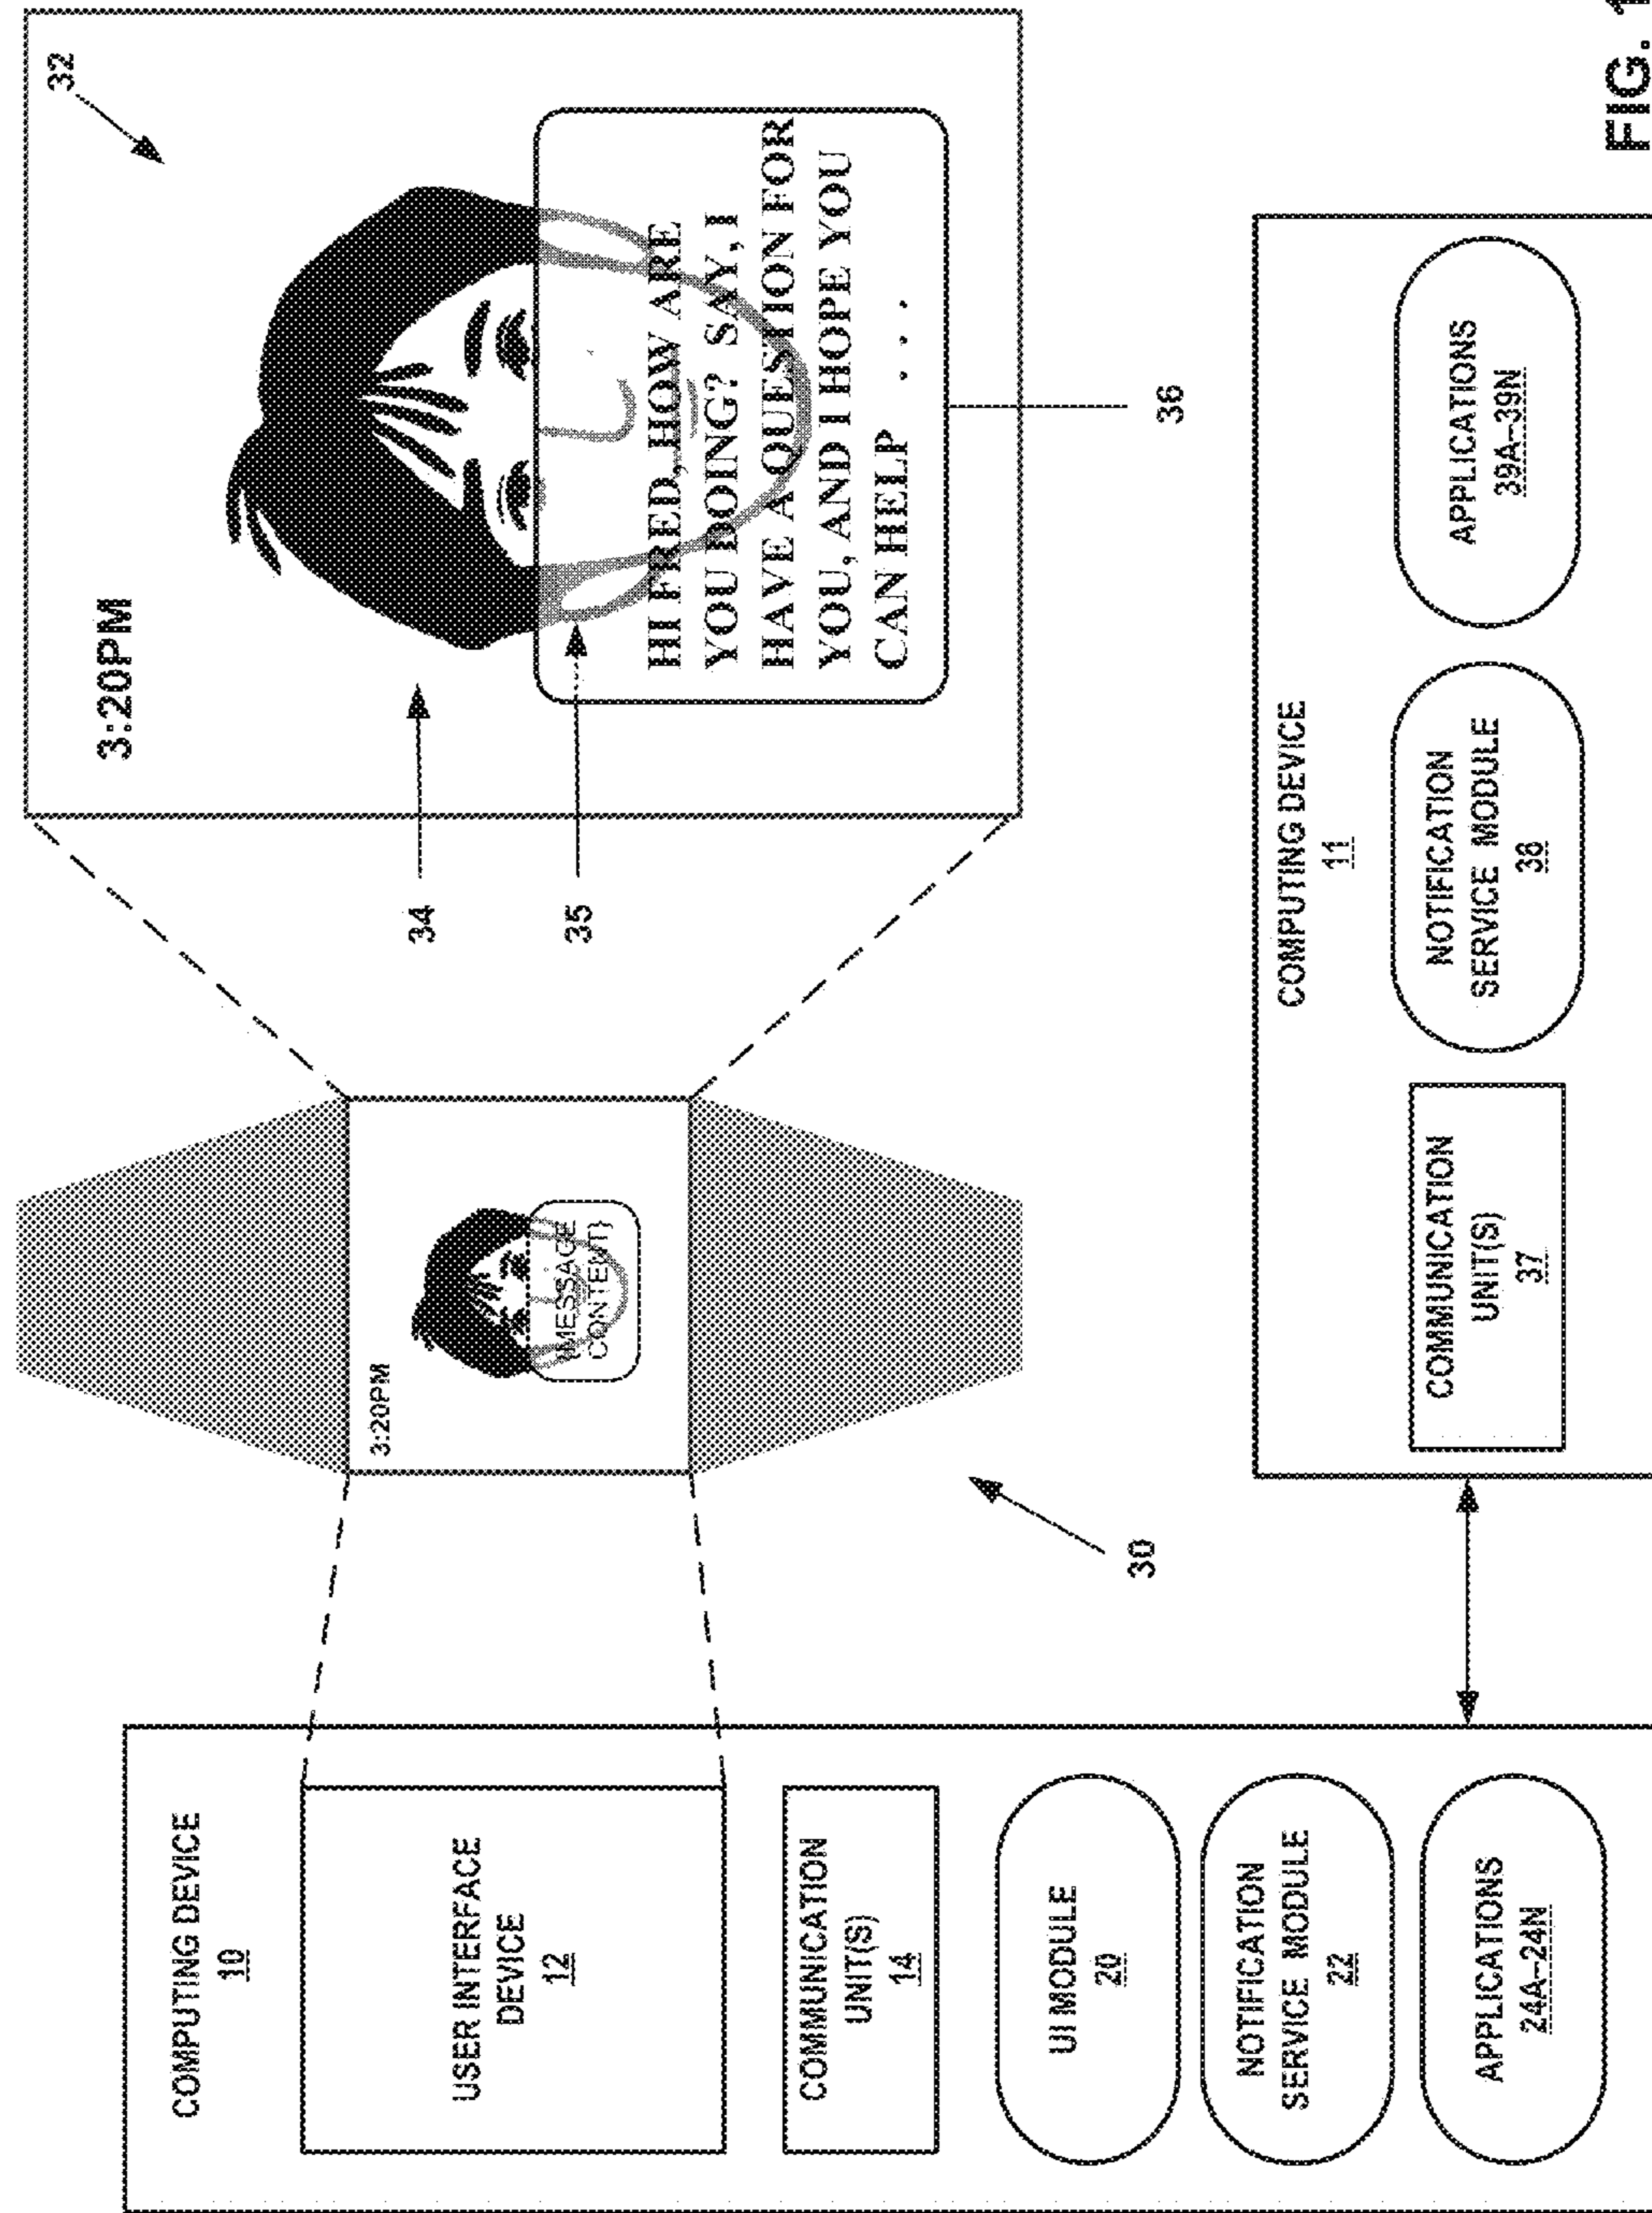 COMPUTING DEVICE
10
USER INTERFACE
DEVICE
12
COMMUNICATION
UNIT(S)
14
UI MODULE
20
NOTIFICATION
SERVICE MODULE
22
APPLICATIONS
24A–24N
3:20PM
{MESSAGE
CONTENT}
30
3:20PM
32
34
35
HI FRED, HOW ARE
YOU DOING? SAY, I
HAVE A QUESTION FOR
YOU, AND I HOPE YOU
CAN HELP . . . .
36
COMPUTING DEVICE
11
COMMUNICATION
UNIT(S)
37
NOTIFICATION
SERVICE MODULE
38
APPLICATIONS
39A–39N
FIG. 1